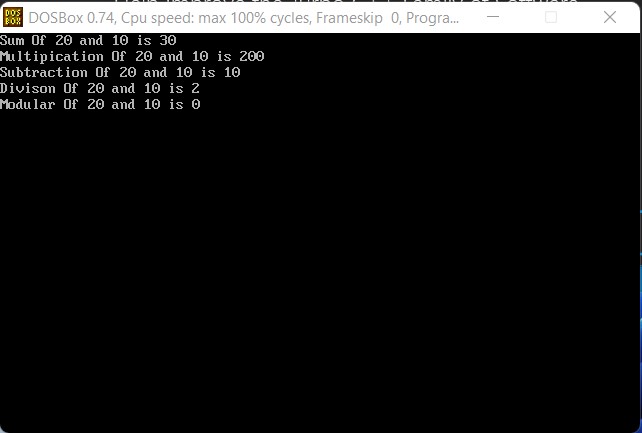 DOS
BOX
DOSBox 0.74, Cpu speed: max 100% cycles, Frameskip 0, Progra...
Sum Of 20 and 10 is 30
Multipication Of 20 and 10 is 200
Subtraction Of 20 and 10 is 10
Divison Of 20 and 10 is 2
Modular Of 20 and 10 is 0